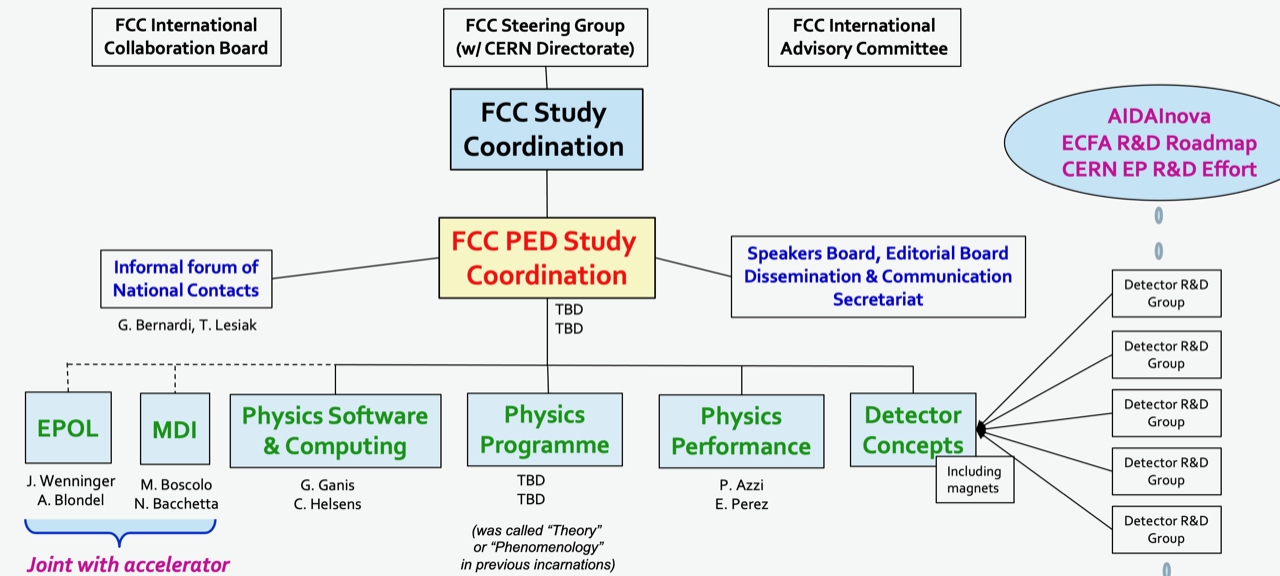 FCC International
Collaboration Board
FCC Steering Group
(w/ CERN Directorate)
FCC International
Advisory Committee
FCC Study
Coordination
AIDAInova
ECFA R&D Roadmap
CERN EP R&D Effort
FCC PED Study
Coordination
TBD
TBD
Informal forum of
National Contacts
G. Bernardi, T. Lesiak
Speakers Board, Editorial Board
Dissemination & Communication
Secretariat
Detector R&D
Group
Detector R&D
Group
Detector R&D
Group
Detector R&D
Group
Detector R&D
Group
EPOL
J. Wenninger
A. Blondel
MDI
M. Boscolo
N. Bacchetta
Joint with accelerator
Physics Software
& Computing
G. Ganis
C. Helsens
Physics
Programme
TBD
TBD
(was called “Theory”
or “Phenomenology”
in previous incarnations)
Physics
Performance
P. Azzi
E. Perez
Detector
Concepts
Including
magnets